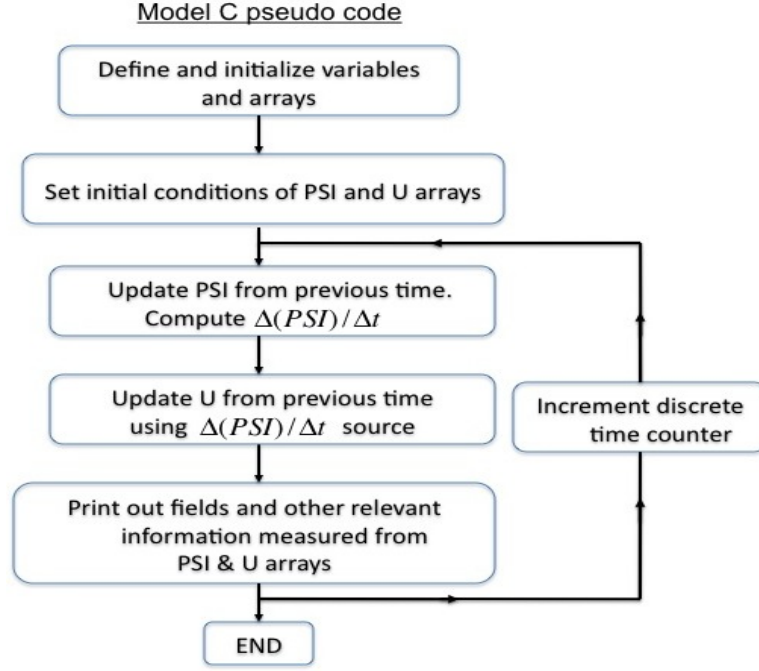 Model C pseudo code
Define and initialize variables
and arrays
Set initial conditions of PSI and U arrays
Update PSI from previous time.
Compute Δ(PSI)/Δt
Update U from previous time
using Δ(PSI)/Δt source
Increment discrete
time counter
Print out fields and other relevant
information measured from
PSI & U arrays
END